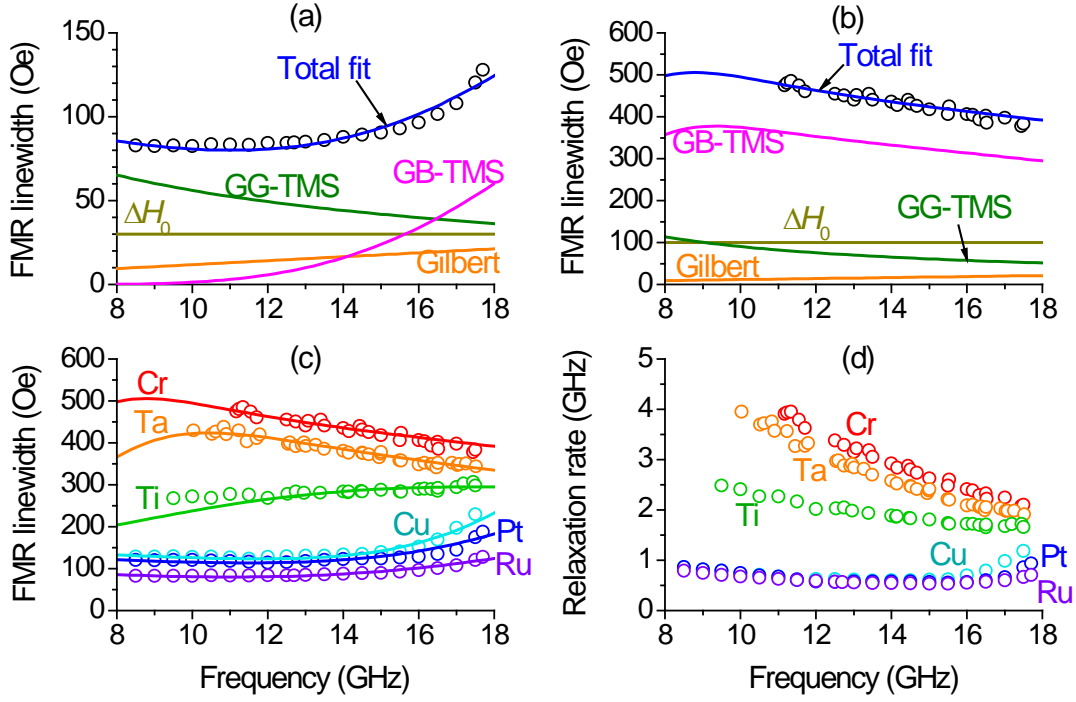 (a)
FMR linewidth (Oe)
150
100
50
0
8 10 12 14 16 18
Total fit
GB-TMS
GG-TMS
ΔH0
Gilbert
(b)
FMR linewidth (Oe)
600
500
400
300
200
100
0
8 10 12 14 16 18
Total fit
GB-TMS
GG-TMS
ΔH0
Gilbert
(c)
FMR linewidth (Oe)
600
500
400
300
200
100
0
8 10 12 14 16 18
Frequency (GHz)
Cr
Ta
Ti
Cu
Pt
Ru
(d)
Relaxation rate (GHz)
5
4
3
2
1
0
8 10 12 14 16 18
Frequency (GHz)
Cr
Ta
Ti
Cu
Pt
Ru